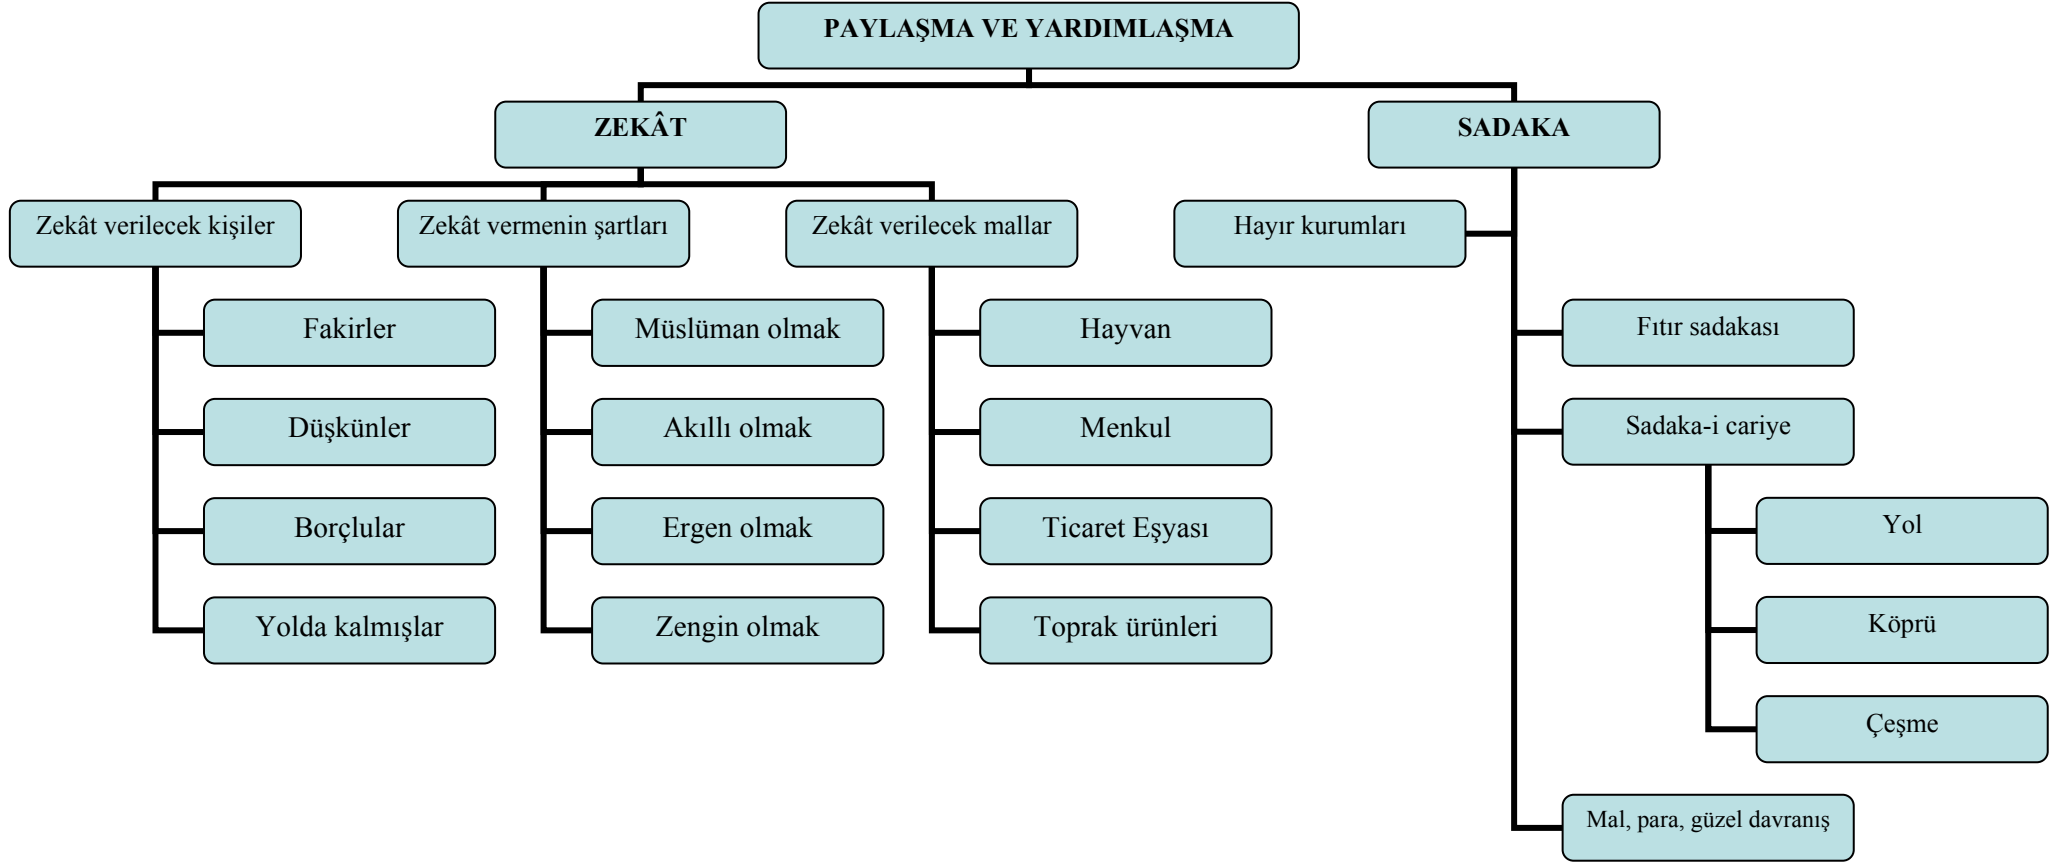 PAYLAŞMA VE YARDIMLAŞMA
ZEKÂT
SADAKA
Zekât verilecek kişiler
Zekât vermenin şartları
Zekât verilecek mallar
Hayır kurumları
Fakirler
Müslüman olmak
Hayvan
Fıtır sadakası
Düşkünler
Akıllı olmak
Menkul
Sadaka-i cariye
Borçlular
Ergen olmak
Ticaret Eşyası
Yol
Yolda kalmışlar
Zengin olmak
Toprak ürünleri
Köprü
Çeşme
Mal, para, güzel davranış